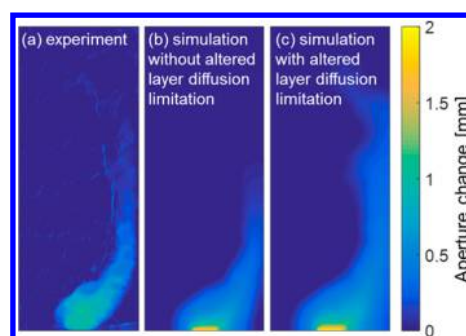 (a) experiment
(b) simulation
without altered
layer diffusion
limitation
(c) simulation
with altered
layer diffusion
limitation
2
1.5
1
0.5
0
Aperture change [mm]